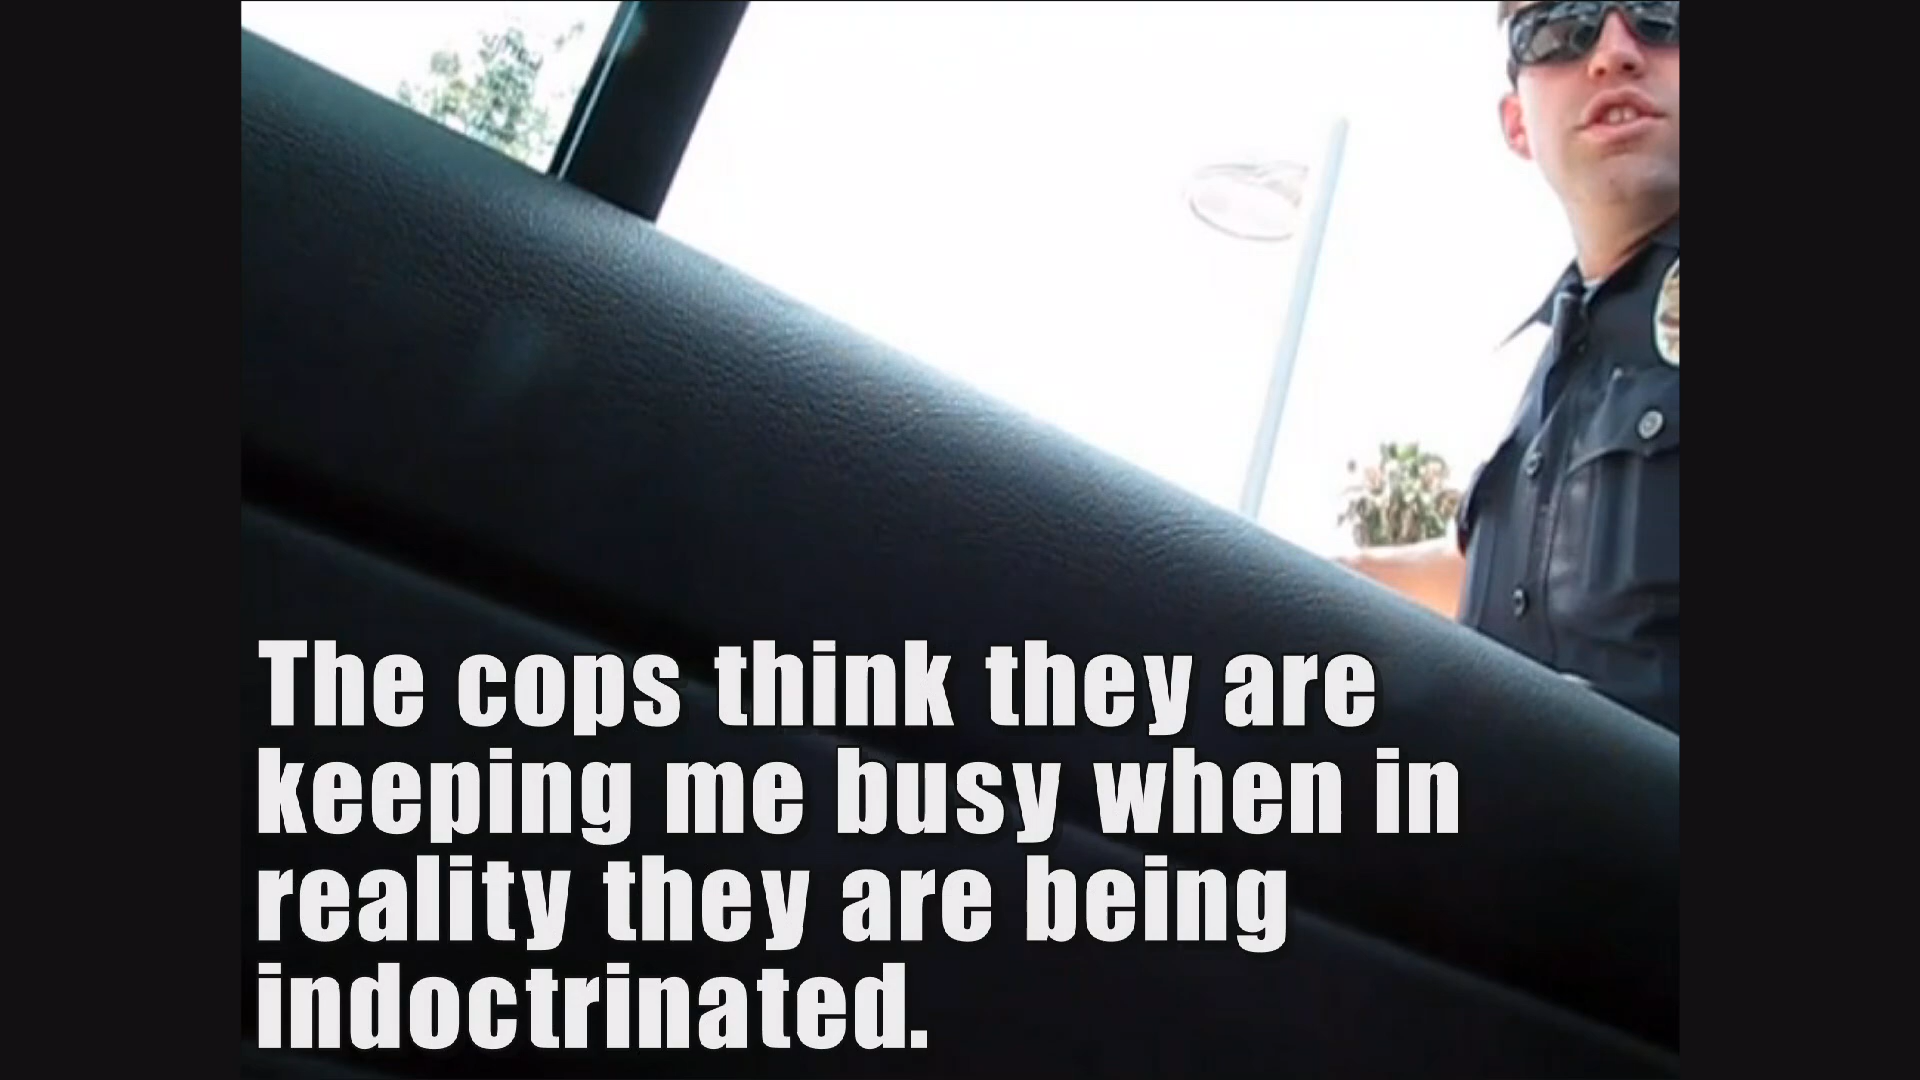 The cops think they are
keeping me busy when in
reality they are being
indoctrinated.